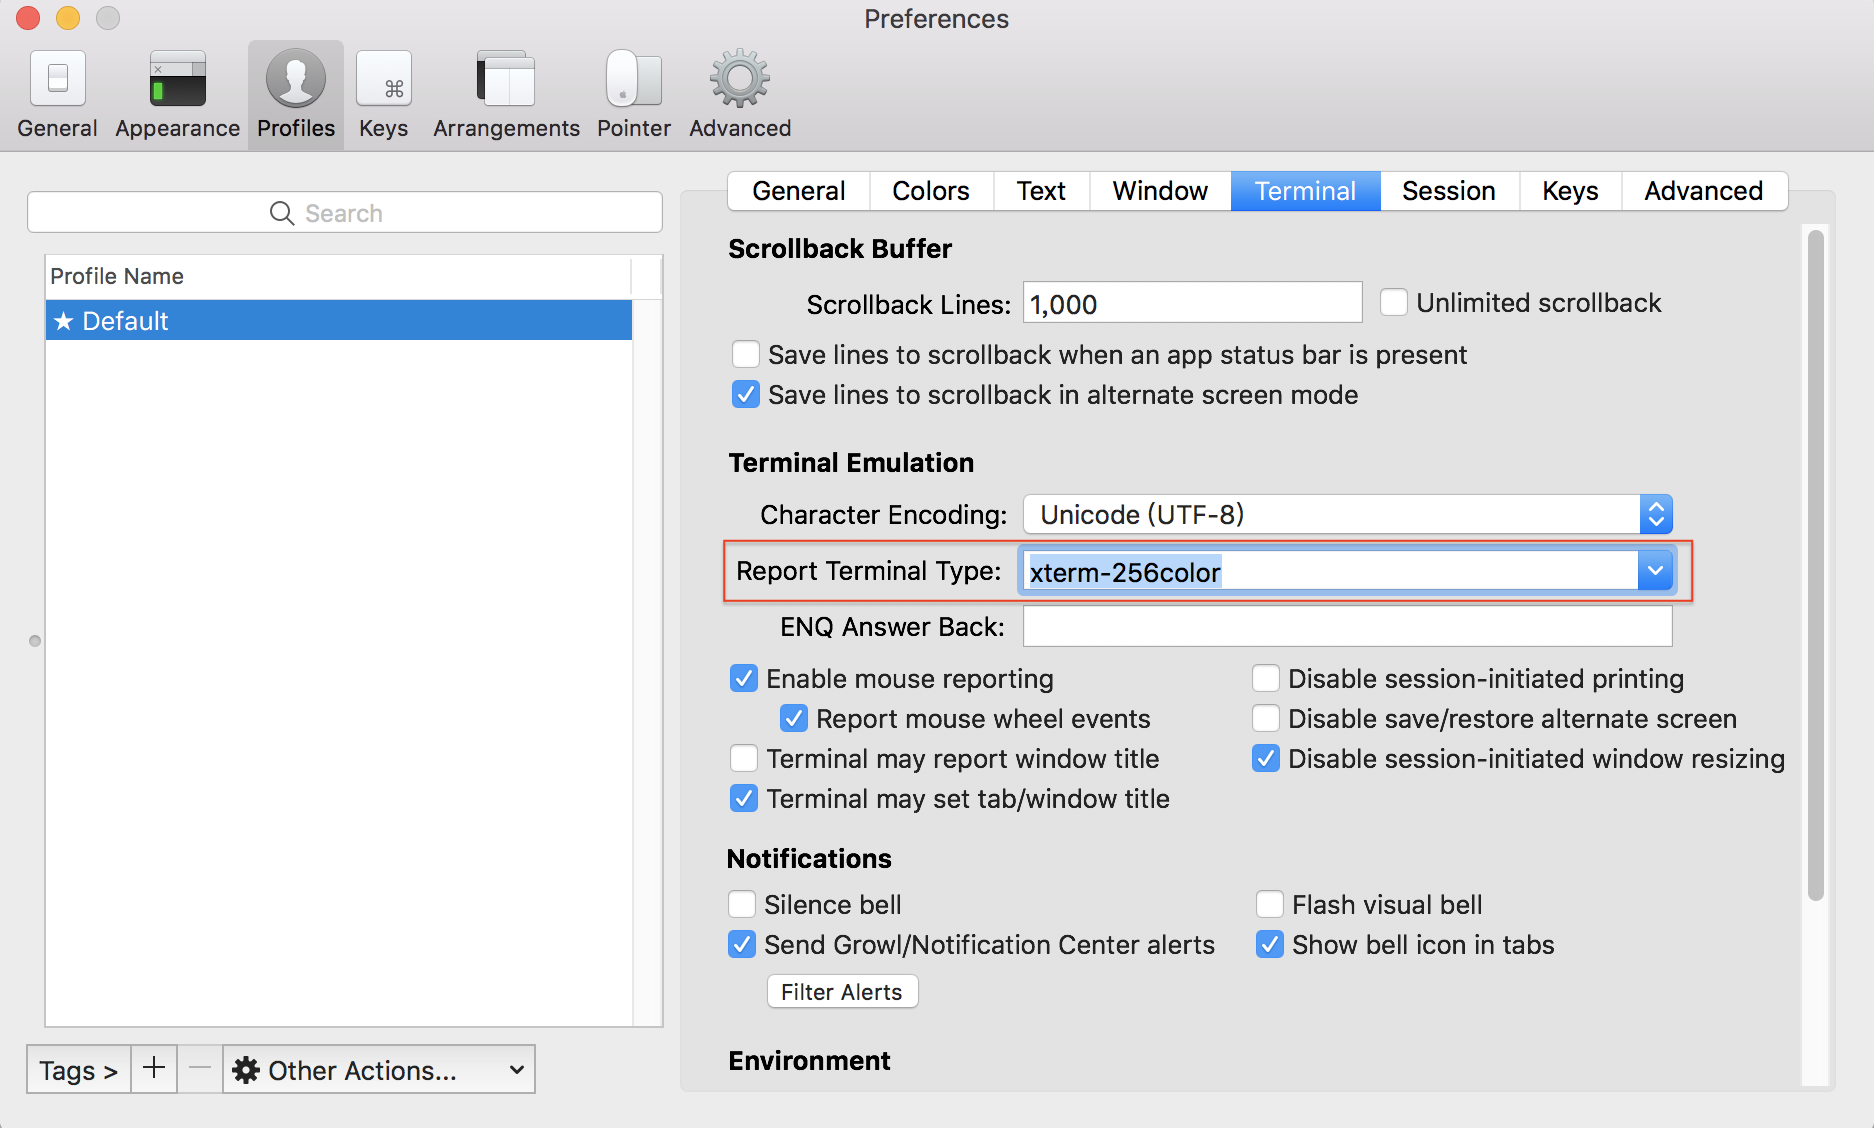 Preferences
General Appearance Profiles Keys Arrangements Pointer Advanced
Search
Profile Name
★ Default
Tags > + − Other Actions...
General Colors Text Window Terminal Session Keys Advanced
Scrollback Buffer
Scrollback Lines: 1,000 Unlimited scrollback
Save lines to scrollback when an app status bar is present
Save lines to scrollback in alternate screen mode
Terminal Emulation
Character Encoding: Unicode (UTF-8)
Report Terminal Type: xterm-256color
ENQ Answer Back:
Enable mouse reporting Disable session-initiated printing
Report mouse wheel events Disable save/restore alternate screen
Terminal may report window title Disable session-initiated window resizing
Terminal may set tab/window title
Notifications
Silence bell Flash visual bell
Send Growl/Notification Center alerts Show bell icon in tabs
Filter Alerts
Environment